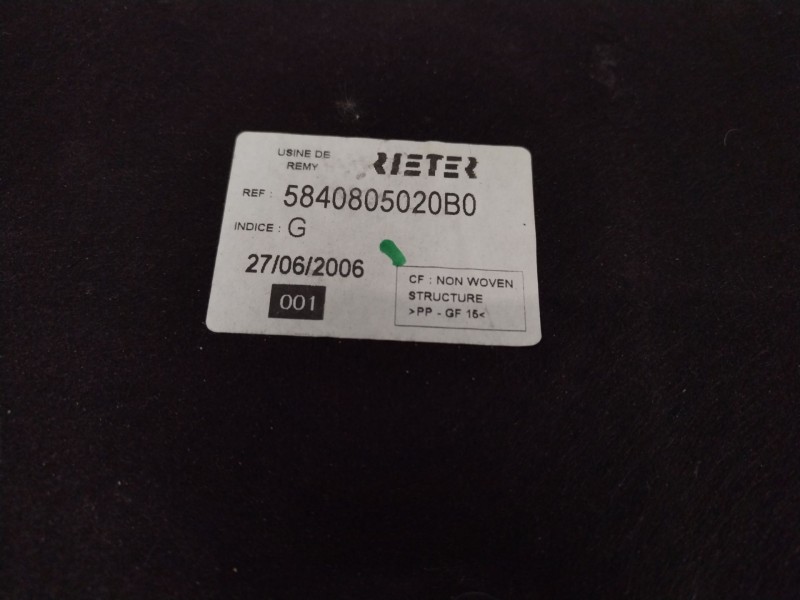 USINE DE
REMY
RIETER
REF : 5840805020B0
INDICE : G
27/06/2006
001
CF : NON WOVEN
STRUCTURE
>PP - GF 15<